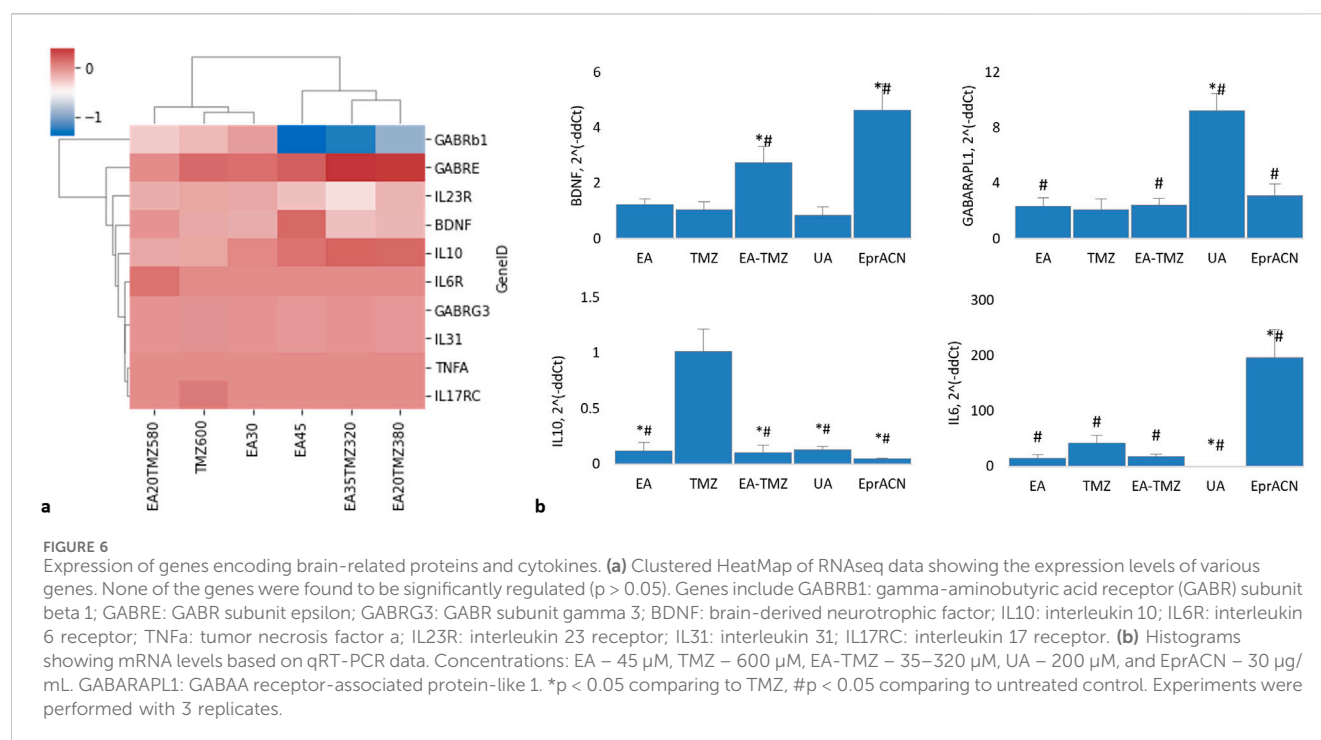 0
−1
GABRb1
GABRE
IL23R
BDNF
IL10
IL6R
GABRG3
IL31
TNFA
IL17RC
GeneID
EA20TMZ580
TMZ600
EA30
EA45
EA35TMZ320
EA20TMZ380
a
BDNF, 2^(-ddCt)
6
4
2
0
*#
*#
EA
TMZ
EA-TMZ
UA
EprACN
GABARAPL1, 2^(-ddCt)
12
8
4
0
#
#
*#
#
EA
TMZ
EA-TMZ
UA
EprACN
IL10, 2^(-ddCt)
1.5
1
0.5
0
*#
*#
*#
*#
EA
TMZ
EA-TMZ
UA
EprACN
IL6, 2^(-ddCt)
300
200
100
0
#
#
#
*#
*#
EA
TMZ
EA-TMZ
UA
EprACN
b
FIGURE 6
Expression of genes encoding brain-related proteins and cytokines. (a) Clustered HeatMap of RNAseq data showing the expression levels of various
genes. None of the genes were found to be significantly regulated (p > 0.05). Genes include GABRB1: gamma-aminobutyric acid receptor (GABR) subunit
beta 1; GABRE: GABR subunit epsilon; GABRG3: GABR subunit gamma 3; BDNF: brain-derived neurotrophic factor; IL10: interleukin 10; IL6R: interleukin
6 receptor; TNFa: tumor necrosis factor a; IL23R: interleukin 23 receptor; IL31: interleukin 31; IL17RC: interleukin 17 receptor. (b) Histograms
showing mRNA levels based on qRT-PCR data. Concentrations: EA – 45 µM, TMZ – 600 µM, EA-TMZ – 35–320 µM, UA – 200 µM, and EprACN – 30 µg/
mL. GABARAPL1: GABAA receptor-associated protein-like 1. *p < 0.05 comparing to TMZ, #p < 0.05 comparing to untreated control. Experiments were
performed with 3 replicates.